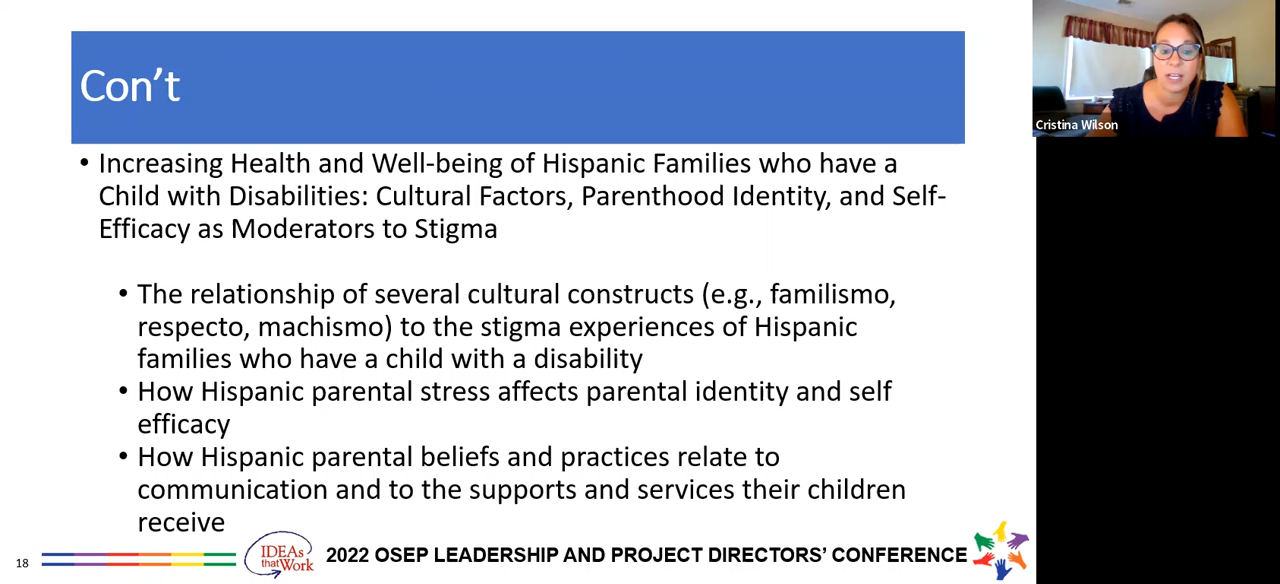 Con't
Cristina Wilson
• Increasing Health and Well-being of Hispanic Families who have a
Child with Disabilities: Cultural Factors, Parenthood Identity, and Self-
Efficacy as Moderators to Stigma
• The relationship of several cultural constructs (e.g., familismo,
respecto, machismo) to the stigma experiences of Hispanic
families who have a child with a disability
• How Hispanic parental stress affects parental identity and self
efficacy
• How Hispanic parental beliefs and practices relate to
communication and to the supports and services their children
receive
18
IDEAs
that Work
2022 OSEP LEADERSHIP AND PROJECT DIRECTORS' CONFERENCE